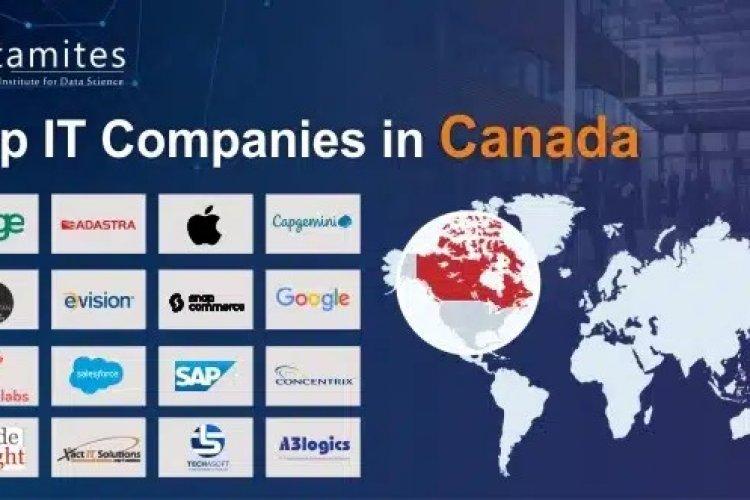 tamites
Institute for Data Science
p IT Companies in Canada
ge
ADASTRA
Capgemini
evision
snap
commerce
Google
labs
salesforce
SAP
CONCENTRIX
de
ght
Xact IT Solutions
TECHASOFT
A3logics